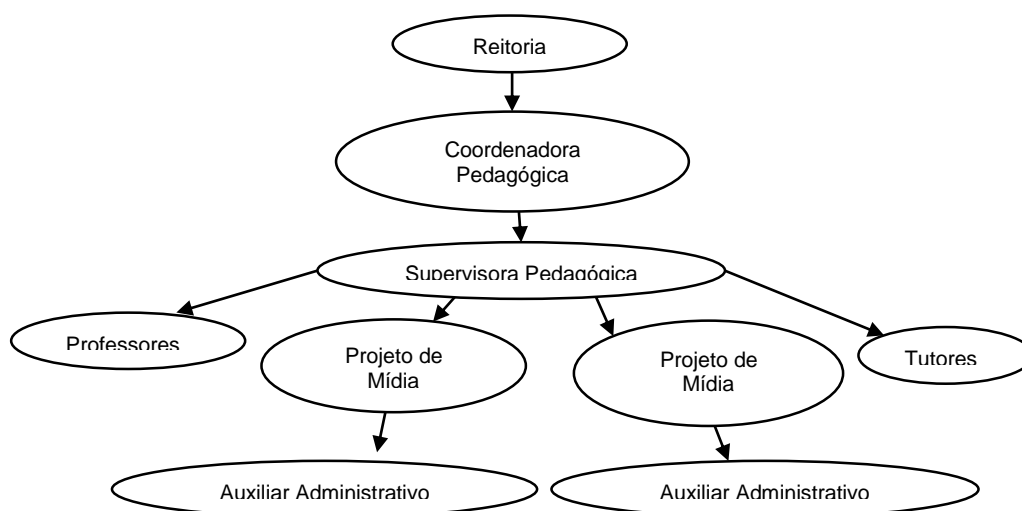 Reitoria
Coordenadora
Pedagógica
Supervisora Pedagógica
Professores
Projeto de
Mídia
Projeto de
Mídia
Tutores
Auxiliar Administrativo
Auxiliar Administrativo